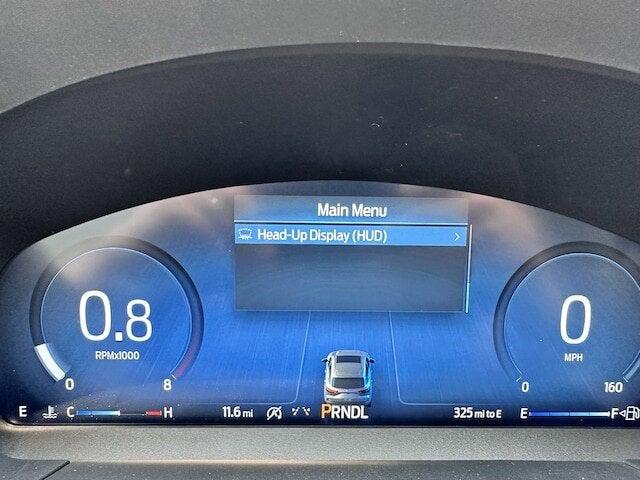 Main Menu
Head-Up Display (HUD)
0.8
RPMx1000
0 8
0
MPH
0 160
E C H 11.6 mi PRNDL 325 mi to E E F